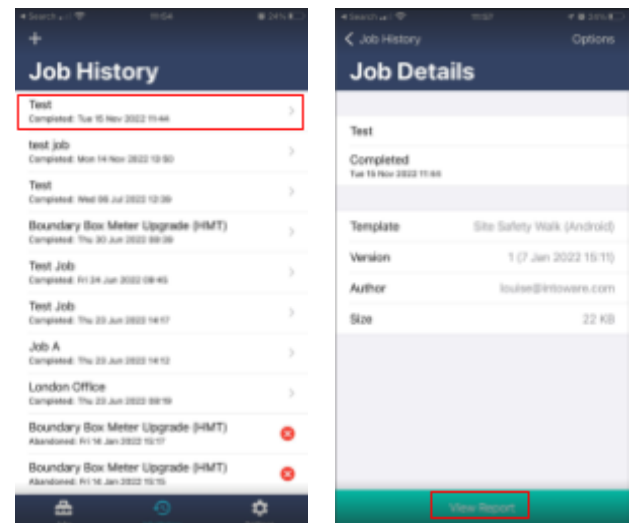 Search
11:54
24%
+
Job History
Test
Completed: Tue 15 Nov 2022 11:44
test job
Completed: Mon 14 Nov 2022
Test
Completed: Wed 06 Jul 2022 12:39
Boundary Box Meter Upgrade (HMT)
Completed: Thu 30 Jun 2022
Test Job
Completed: Fri 24 Jun 2022 08:45
Test Job
Completed: Thu 23 Jun 2022 14:17
Job A
Completed: Thu 23 Jun 2022 14:12
London Office
Completed: Thu 23 Jun 2022
Boundary Box Meter Upgrade (HMT)
Abandoned: Fri 14 Jan 2022 15:17
Boundary Box Meter Upgrade (HMT)
Abandoned: Fri 14 Jan 2022 15:15
Search
24%
Job History
Options
Job Details
Test
Completed
Tue 15 Nov 2022 11:44
Template Site Safety Walk (Android)
Version 1 (7 Jan 2022 15:11)
Author louise@intoware.com
Size 22 KB
View Report